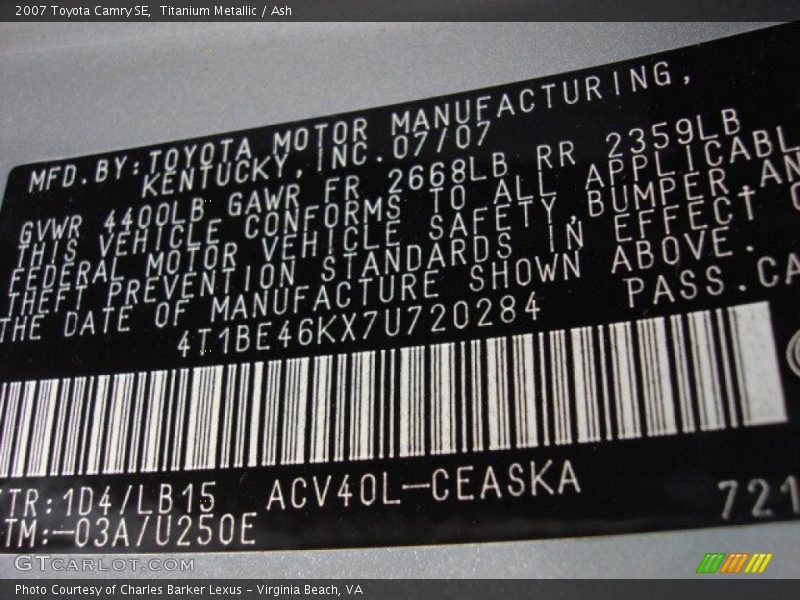 2007 Toyota Camry SE,  Titanium Metallic / Ash
MFD.BY:TOYOTA MOTOR MANUFACTURING,
KENTUCKY,INC.07/07
GVWR 4400LB GAWR FR 2668LB RR 2359LB
THIS VEHICLE CONFORMS TO ALL APPLICABL
FEDERAL MOTOR VEHICLE SAFETY,BUMPER,AN
THEFT PREVENTION STANDARDS IN EFFECT O
THE DATE OF MANUFACTURE SHOWN ABOVE.
4T1BE46KX7U720284 PASS.CA
/TR:1D4/LB15 ACV40L-CEASKA
TM:-03A/U250E 721
GTCARLOT.COM
Photo Courtesy of Charles Barker Lexus - Virginia Beach, VA